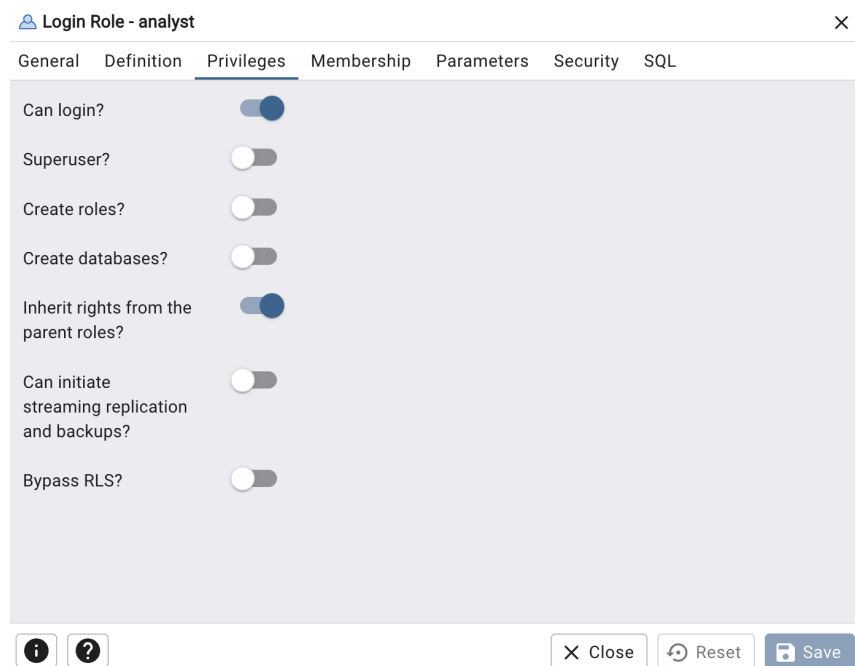 Login Role - analyst
General Definition Privileges Membership Parameters Security SQL
Can login?
Superuser?
Create roles?
Create databases?
Inherit rights from the
parent roles?
Can initiate
streaming replication
and backups?
Bypass RLS?
Close Reset Save